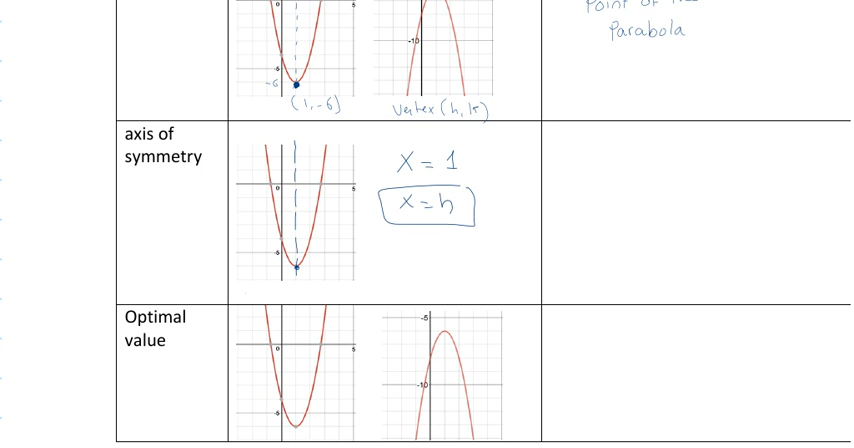 Point of
Parabola
0
5
-5
-6
-10
(1,-6)
Vertex (h, k)
axis of
symmetry
0
5
-5
X = 1
x = h
Optimal
value
0
5
-5
-5
-10